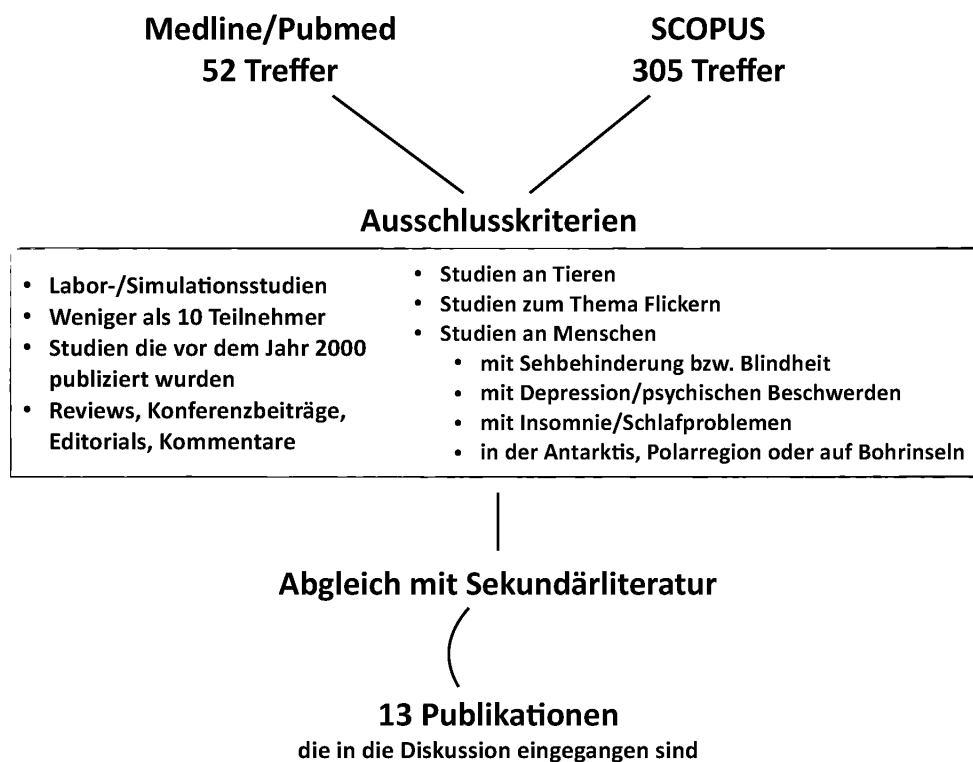 Medline/Pubmed
52 Treffer
SCOPUS
305 Treffer
Ausschlusskriterien
• Labor-/Simulationsstudien
• Weniger als 10 Teilnehmer
• Studien die vor dem Jahr 2000
publiziert wurden
• Reviews, Konferenzbeiträge,
Editorials, Kommentare
• Studien an Tieren
• Studien zum Thema Flickern
• Studien an Menschen
• mit Sehbehinderung bzw. Blindheit
• mit Depression/psychischen Beschwerden
• mit Insomnie/Schlafproblemen
• in der Antarktis, Polarregion oder auf Bohrinseln
Abgleich mit Sekundärliteratur
13 Publikationen
die in die Diskussion eingegangen sind